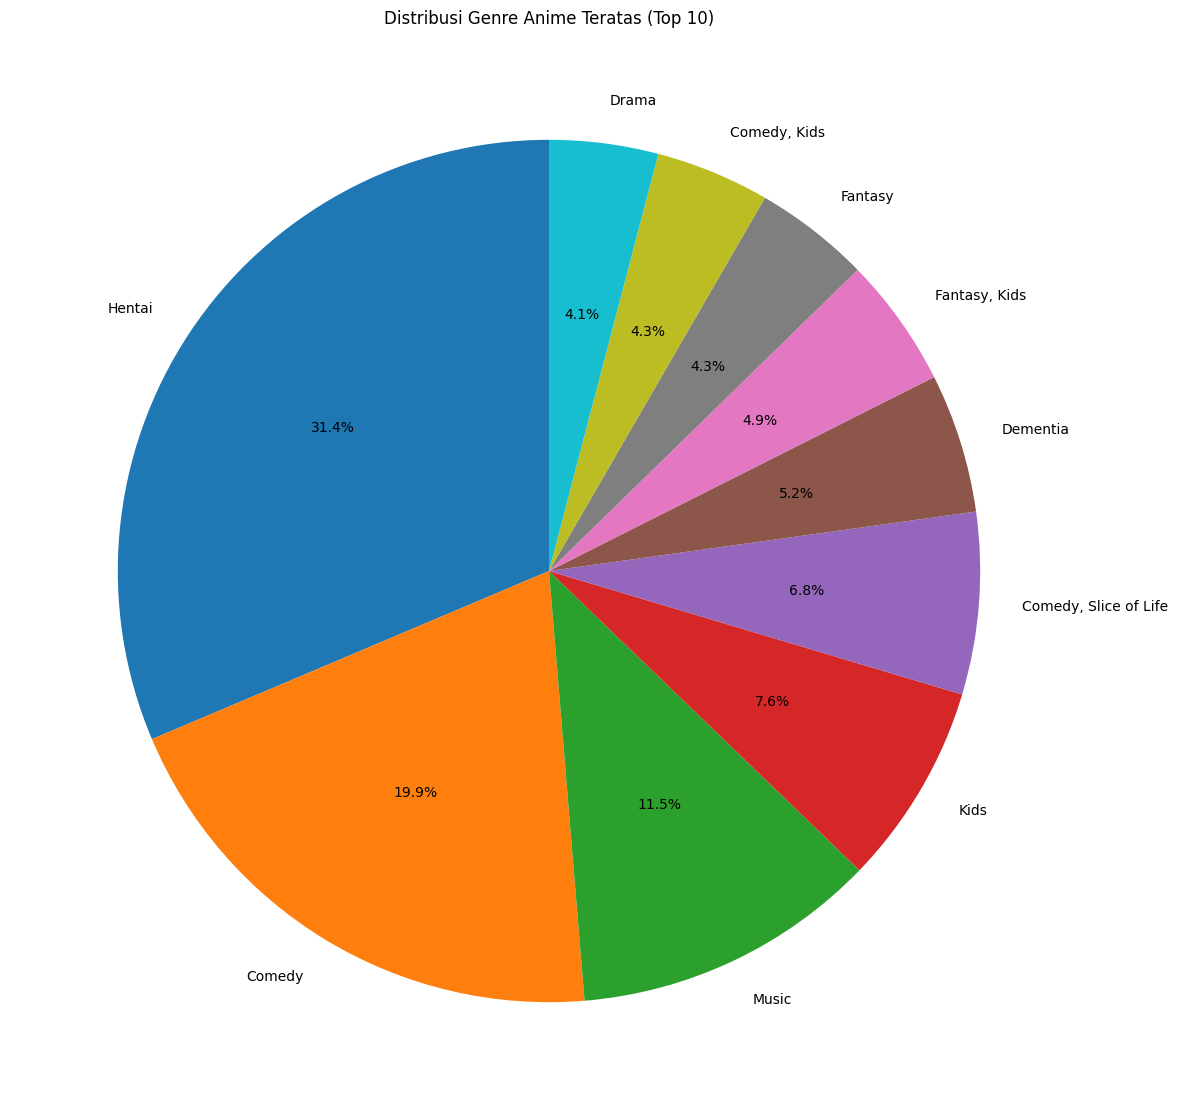 Distribusi Genre Anime Teratas (Top 10)
Drama
Comedy, Kids
Fantasy
Fantasy, Kids
Hentai
Dementia
Comedy, Slice of Life
Kids
Comedy
Music
4.1%
4.3%
4.3%
4.9%
31.4%
5.2%
6.8%
7.6%
19.9%
11.5%